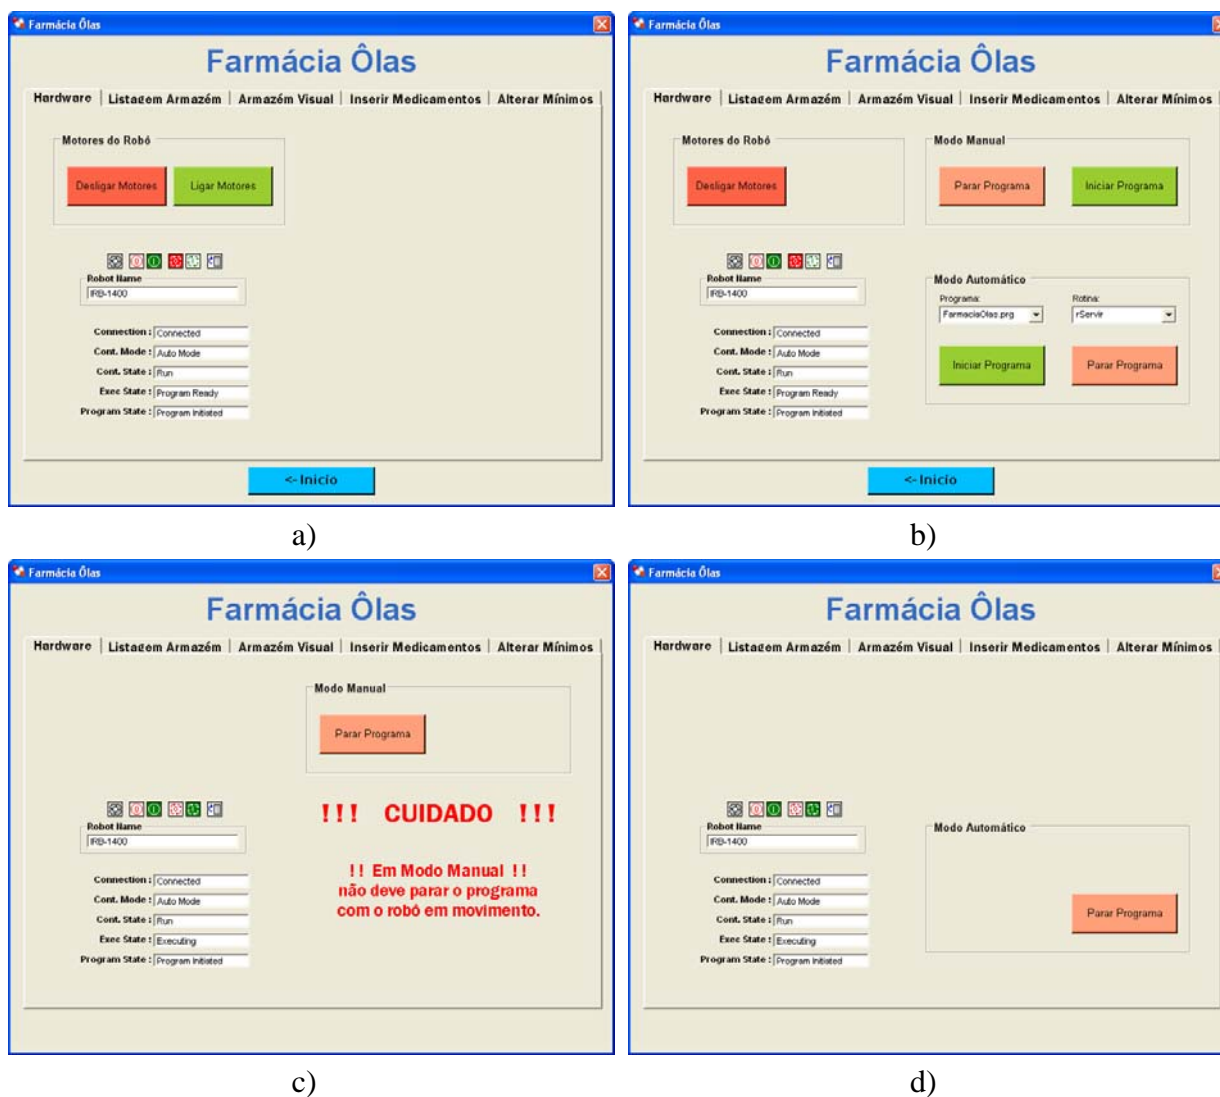 Farmácia Ôlas
Farmácia Ôlas
Hardware Listagem Armazém Armazém Visual Inserir Medicamentos Alterar Mínimos
Motores do Robô
Desligar Motores Ligar Motores
Robot Name
IRB-1400
Connection : Connected
Cont. Mode : Auto Mode
Cont. State : Run
Exec State : Program Ready
Program State : Program Initiated
<- Inicio
a)
Farmácia Ôlas
Farmácia Ôlas
Hardware Listagem Armazém Armazém Visual Inserir Medicamentos Alterar Mínimos
Motores do Robô
Desligar Motores
Modo Manual
Parar Programa Iniciar Programa
Robot Name
IRB-1400
Connection : Connected
Cont. Mode : Auto Mode
Cont. State : Run
Exec State : Program Ready
Program State : Program Initiated
Modo Automático
Programa: Rotina:
FarmaciaOlas.prg rServir
Iniciar Programa Parar Programa
<- Inicio
b)
Farmácia Ôlas
Farmácia Ôlas
Hardware Listagem Armazém Armazém Visual Inserir Medicamentos Alterar Mínimos
Modo Manual
Parar Programa
Robot Name
IRB-1400
Connection : Connected
Cont. Mode : Auto Mode
Cont. State : Run
Exec State : Executing
Program State : Program Initiated
!!! CUIDADO !!!
!! Em Modo Manual !!
não deve parar o programa
com o robô em movimento.
c)
Farmácia Ôlas
Farmácia Ôlas
Hardware Listagem Armazém Armazém Visual Inserir Medicamentos Alterar Mínimos
Robot Name
IRB-1400
Connection : Connected
Cont. Mode : Auto Mode
Cont. State : Run
Exec State : Executing
Program State : Program Initiated
Modo Automático
Parar Programa
d)